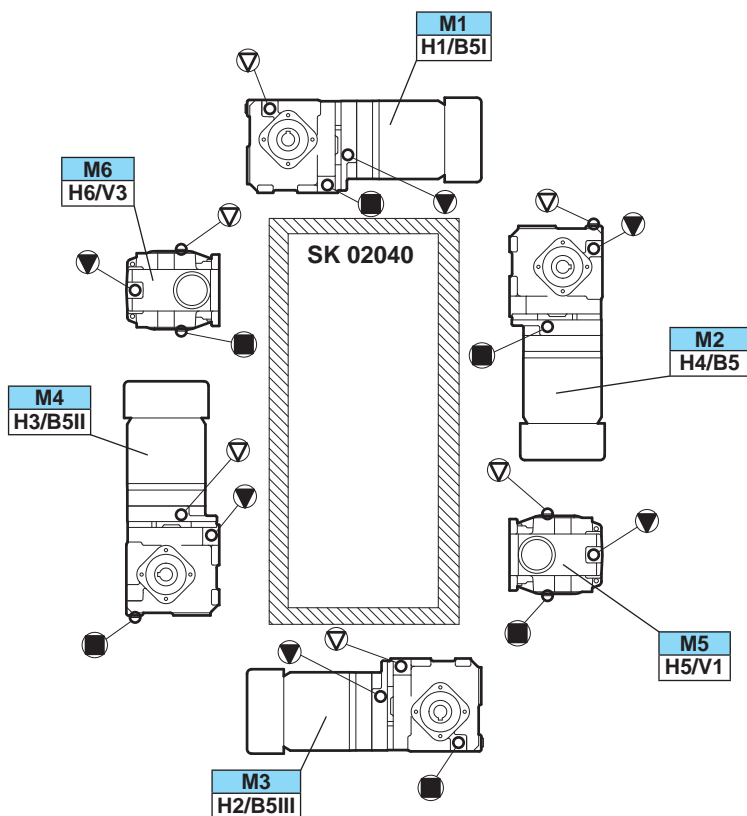 M1
H1/B5I
M6
H6/V3
SK 02040
M2
H4/B5
M4
H3/B5II
M5
H5/V1
M3
H2/B5III